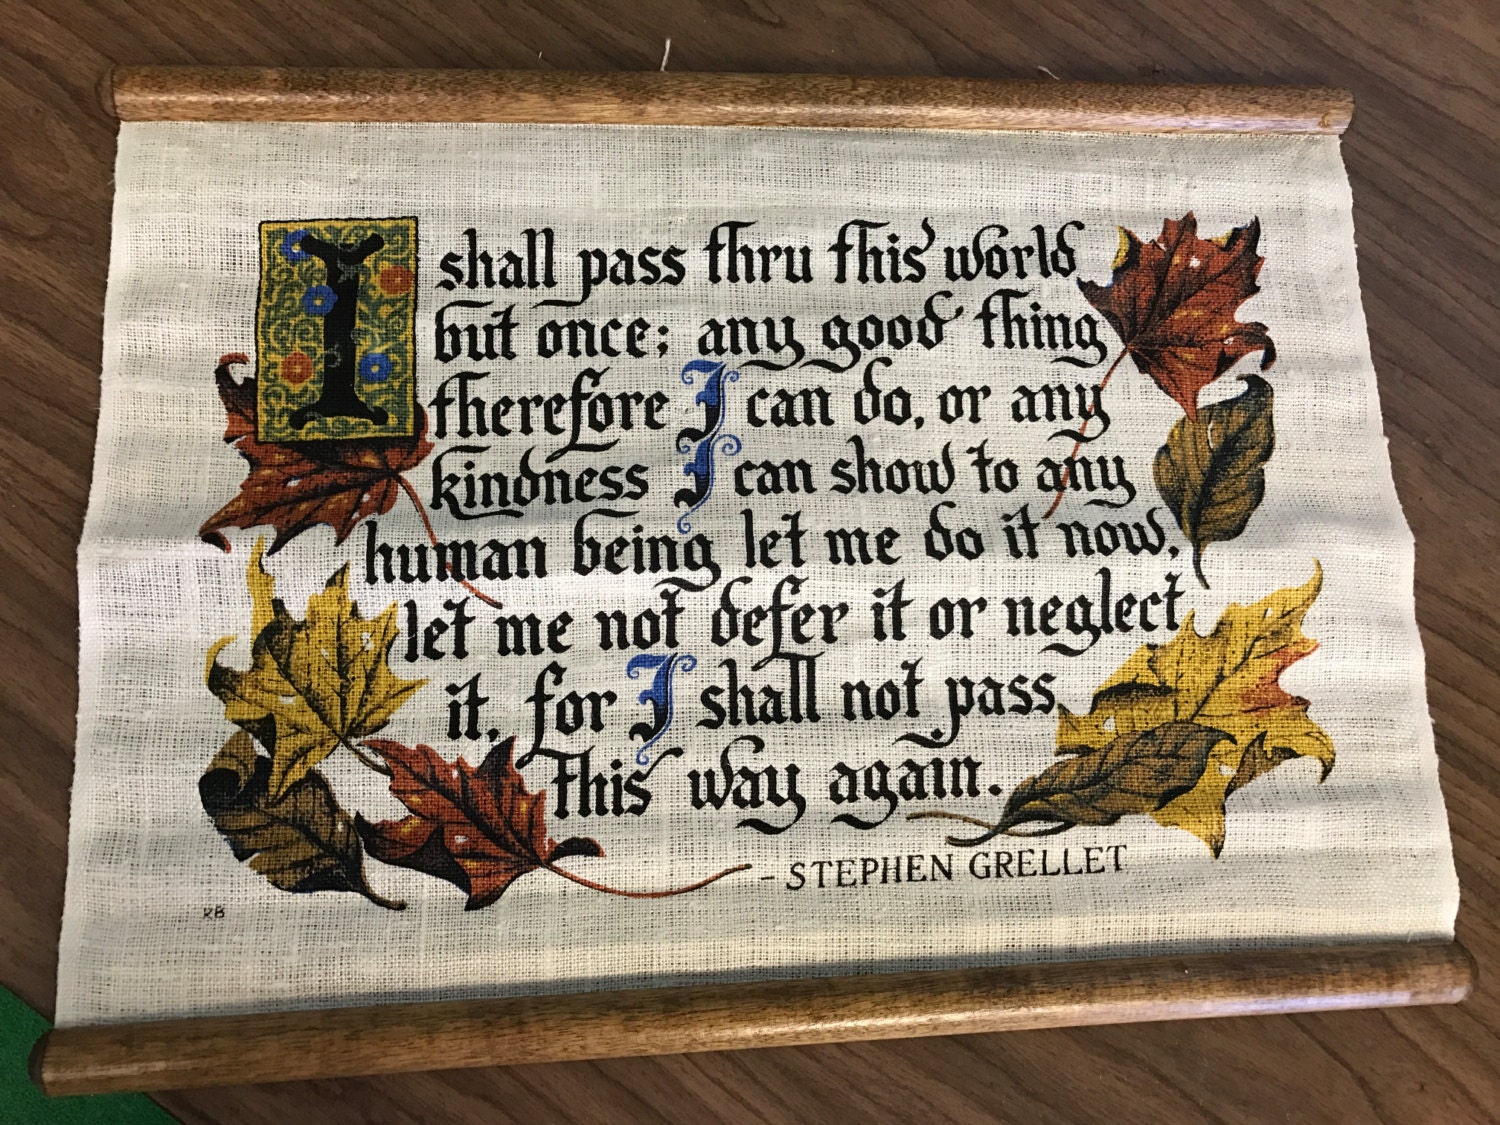 I shall pass thru this world
but once; any good thing
therefore I can do, or any
kindness I can show to any
human being let me do it now,
let me not defer it or neglect
it, for I shall not pass
this way again.
- STEPHEN GRELLET
RB